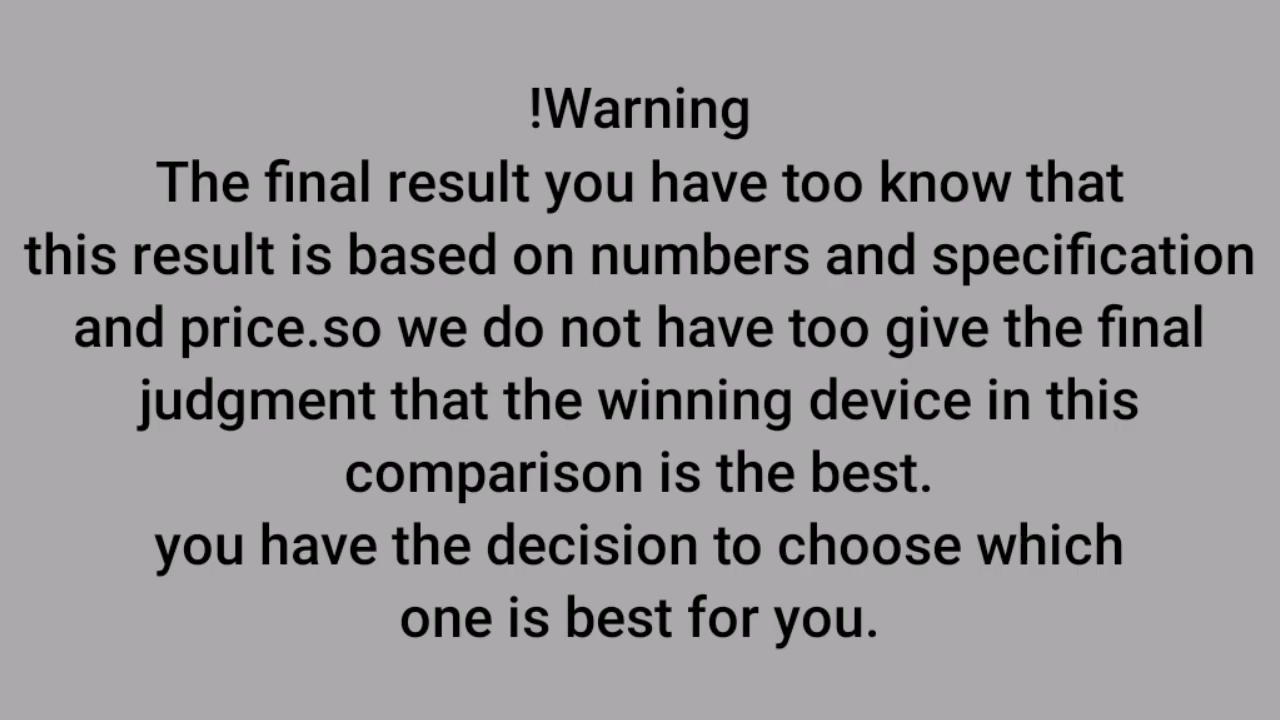 !Warning
The final result you have too know that
this result is based on numbers and specification
and price.so we do not have too give the final
judgment that the winning device in this
comparison is the best.
you have the decision to choose which
one is best for you.